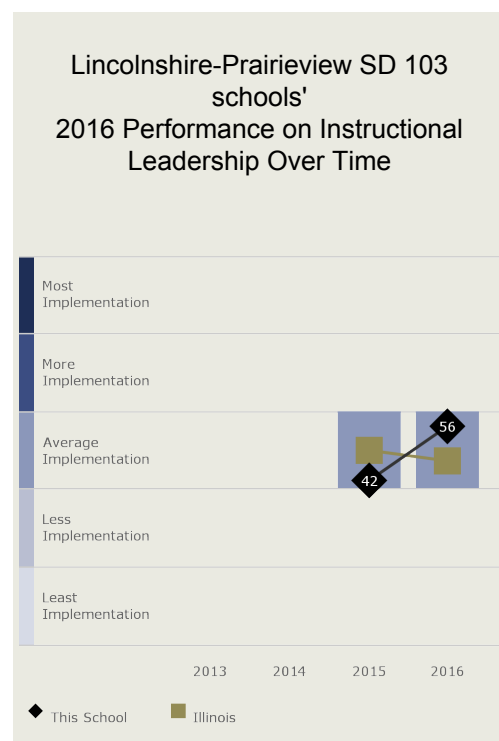 Lincolnshire-Prairieview SD 103
schools'
2016 Performance on Instructional
Leadership Over Time
Most
Implementation
More
Implementation
Average
Implementation
56
42
Less
Implementation
Least
Implementation
2013 2014 2015 2016
This School Illinois